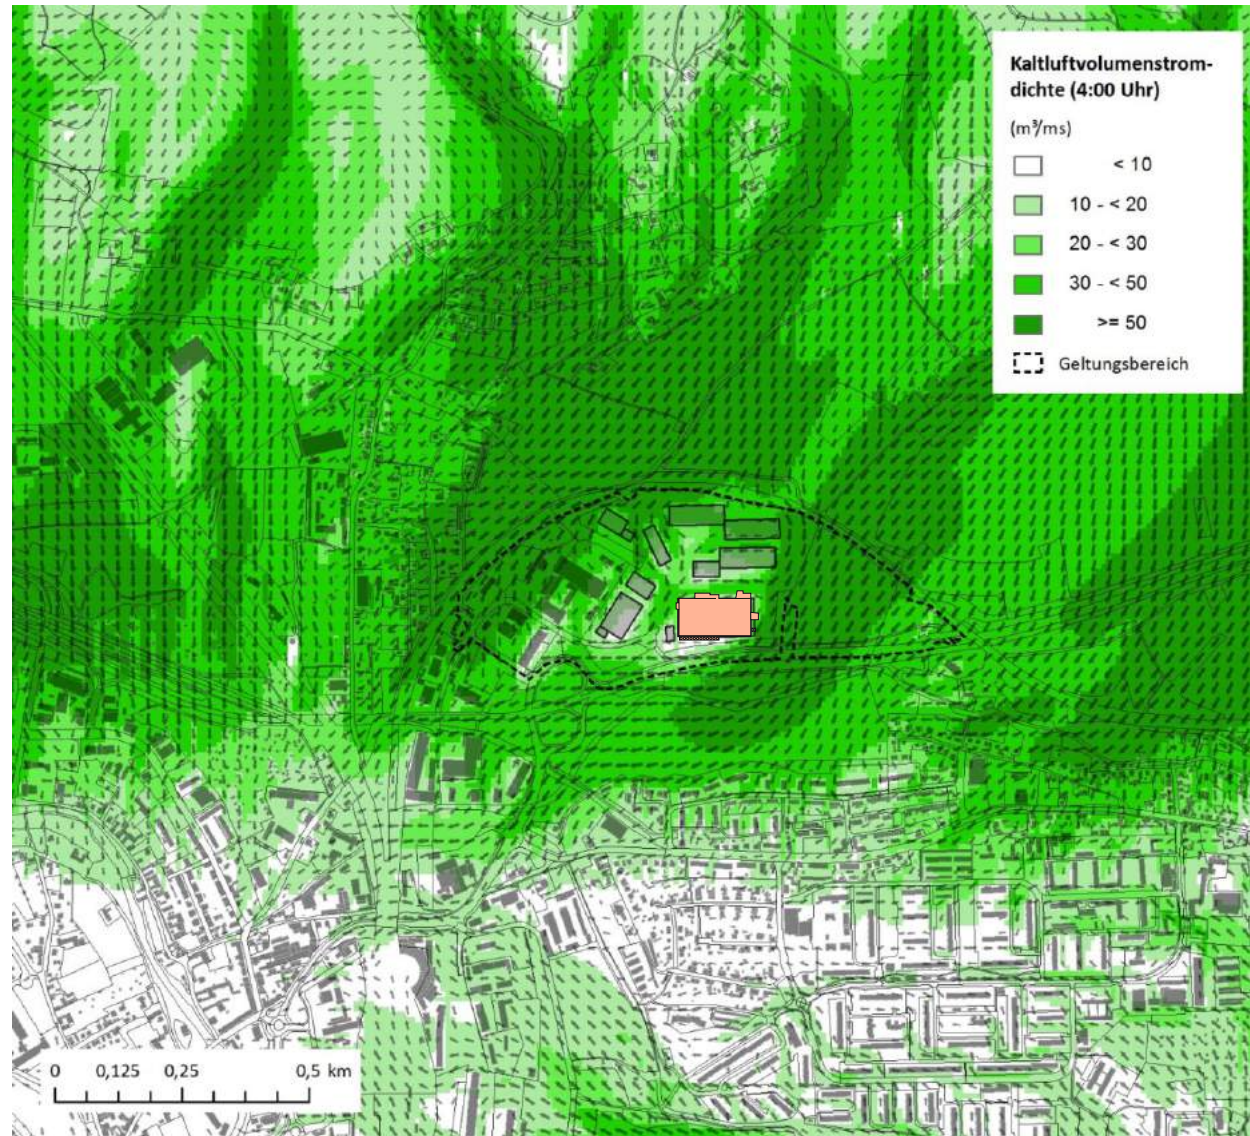 Kaltluftvolumenstrom-
dichte (4:00 Uhr)
(m³/ms)
< 10
10 - < 20
20 - < 30
30 - < 50
>= 50
Geltungsbereich
0 0,125 0,25 0,5 km